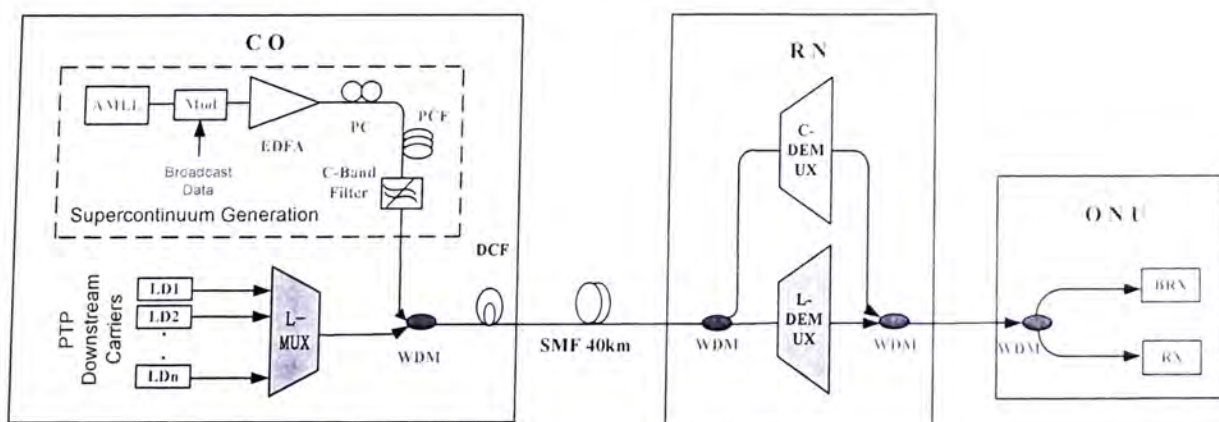 CO
AMLL
Mod
EDFA
PC
PCF
Broadcast
Data
C-Band
Filter
Supercontinuum Generation
PTP
Downstream
Carriers
LD1
LD2
LDn
L-
MUX
WDM
DCF
SMF 40km
RN
C-
DEM
UX
L-
DEM
UX
WDM
WDM
ONU
WDM
BRX
RX